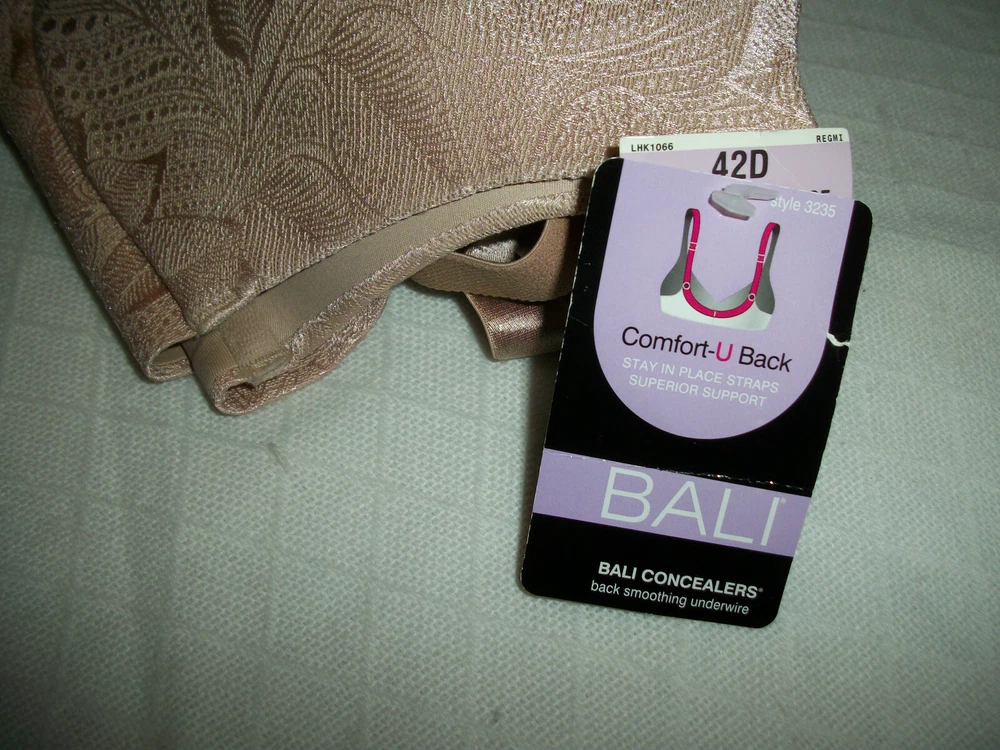 LHK1066 REGMI
42D
style 3235
Comfort-U Back
STAY IN PLACE STRAPS
SUPERIOR SUPPORT
BALI®
BALI CONCEALERS®
back smoothing underwire